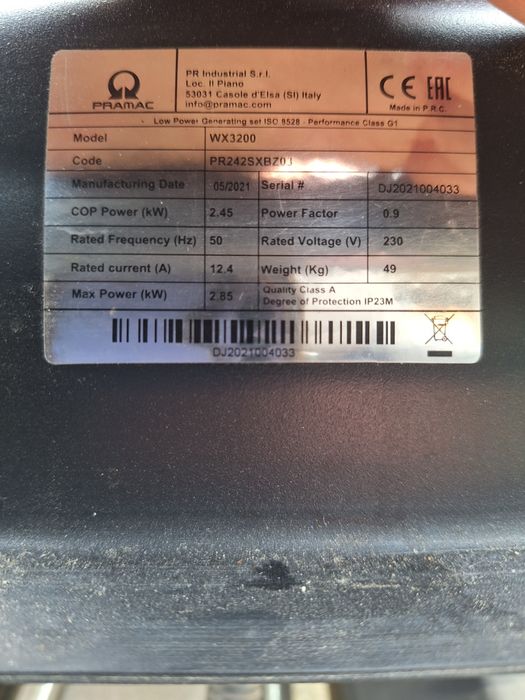 PRAMAC
PR Industrial S.r.l.
Loc. Il Piano
53031 Casole d'Elsa (SI) Italy
info@pramac.com
CE EAC
Made in P.R.C.
Low Power Generating set ISO 8528 - Performance Class G1
Model WX3200
Code PR242SXBZ03
Manufacturing Date 05/2021 Serial # DJ2021004033
COP Power (kW) 2.45 Power Factor 0.9
Rated Frequency (Hz) 50 Rated Voltage (V) 230
Rated current (A) 12.4 Weight (Kg) 49
Max Power (kW) 2.85 Quality Class A
Degree of Protection IP23M
DJ2021004033